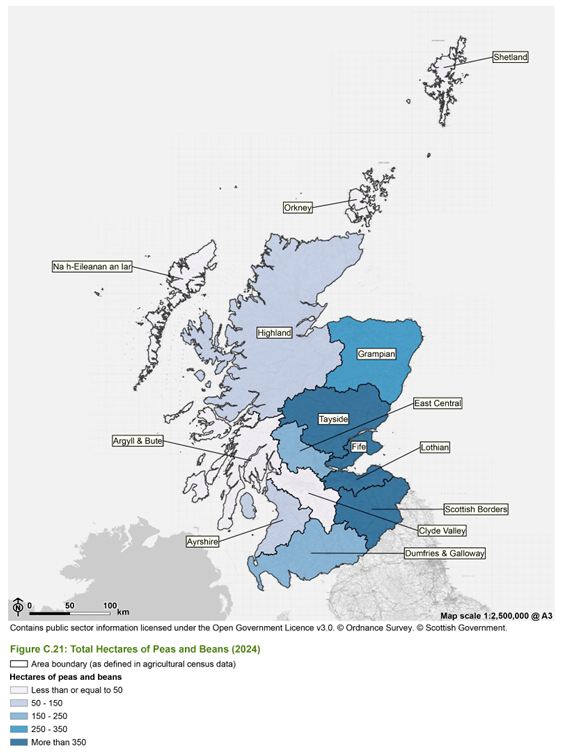 Shetland
Orkney
Na h-Eileanan an Iar
Highland
Grampian
East Central
Tayside
Argyll & Bute
Fife
Lothian
Scottish Borders
Clyde Valley
Ayrshire
Dumfries & Galloway
N
0 50 100
km
Map scale 1:2,500,000 @ A3
Contains public sector information licensed under the Open Government Licence v3.0. © Ordnance Survey. © Scottish Government.
Figure C.21: Total Hectares of Peas and Beans (2024)
Area boundary (as defined in agricultural census data)
Hectares of peas and beans
Less than or equal to 50
50 - 150
150 - 250
250 - 350
More than 350